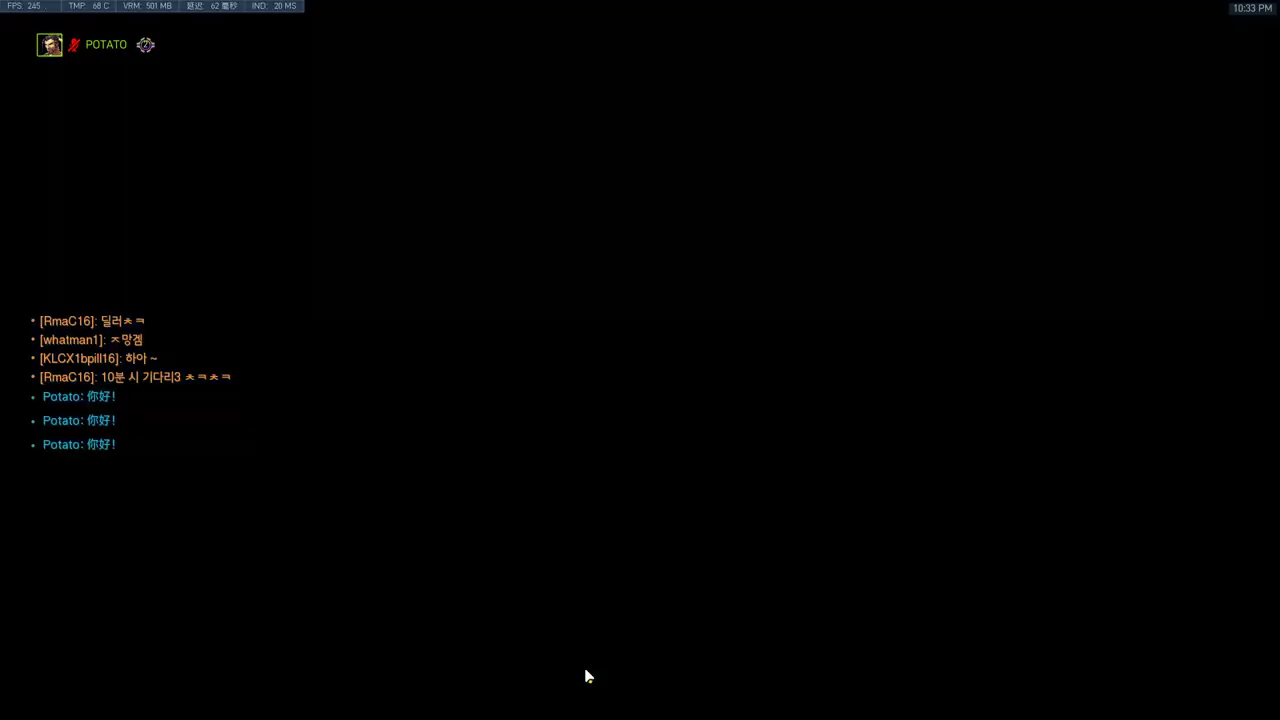 FPS: 245 . TMP: 68 C VRM: 501 MB 延迟: 62 毫秒 IND: 20 MS
10:33 PM
POTATO
• [RmaC16]: 딜러ㅊㅋ
• [whatman1]: ㅈ망겜
• [KLCX1bpill16]: 하아 ~
• [RmaC16]: 10분 시 기다리3 ㅊㅋㅊㅋ
• Potato: 你好!
• Potato: 你好!
• Potato: 你好!